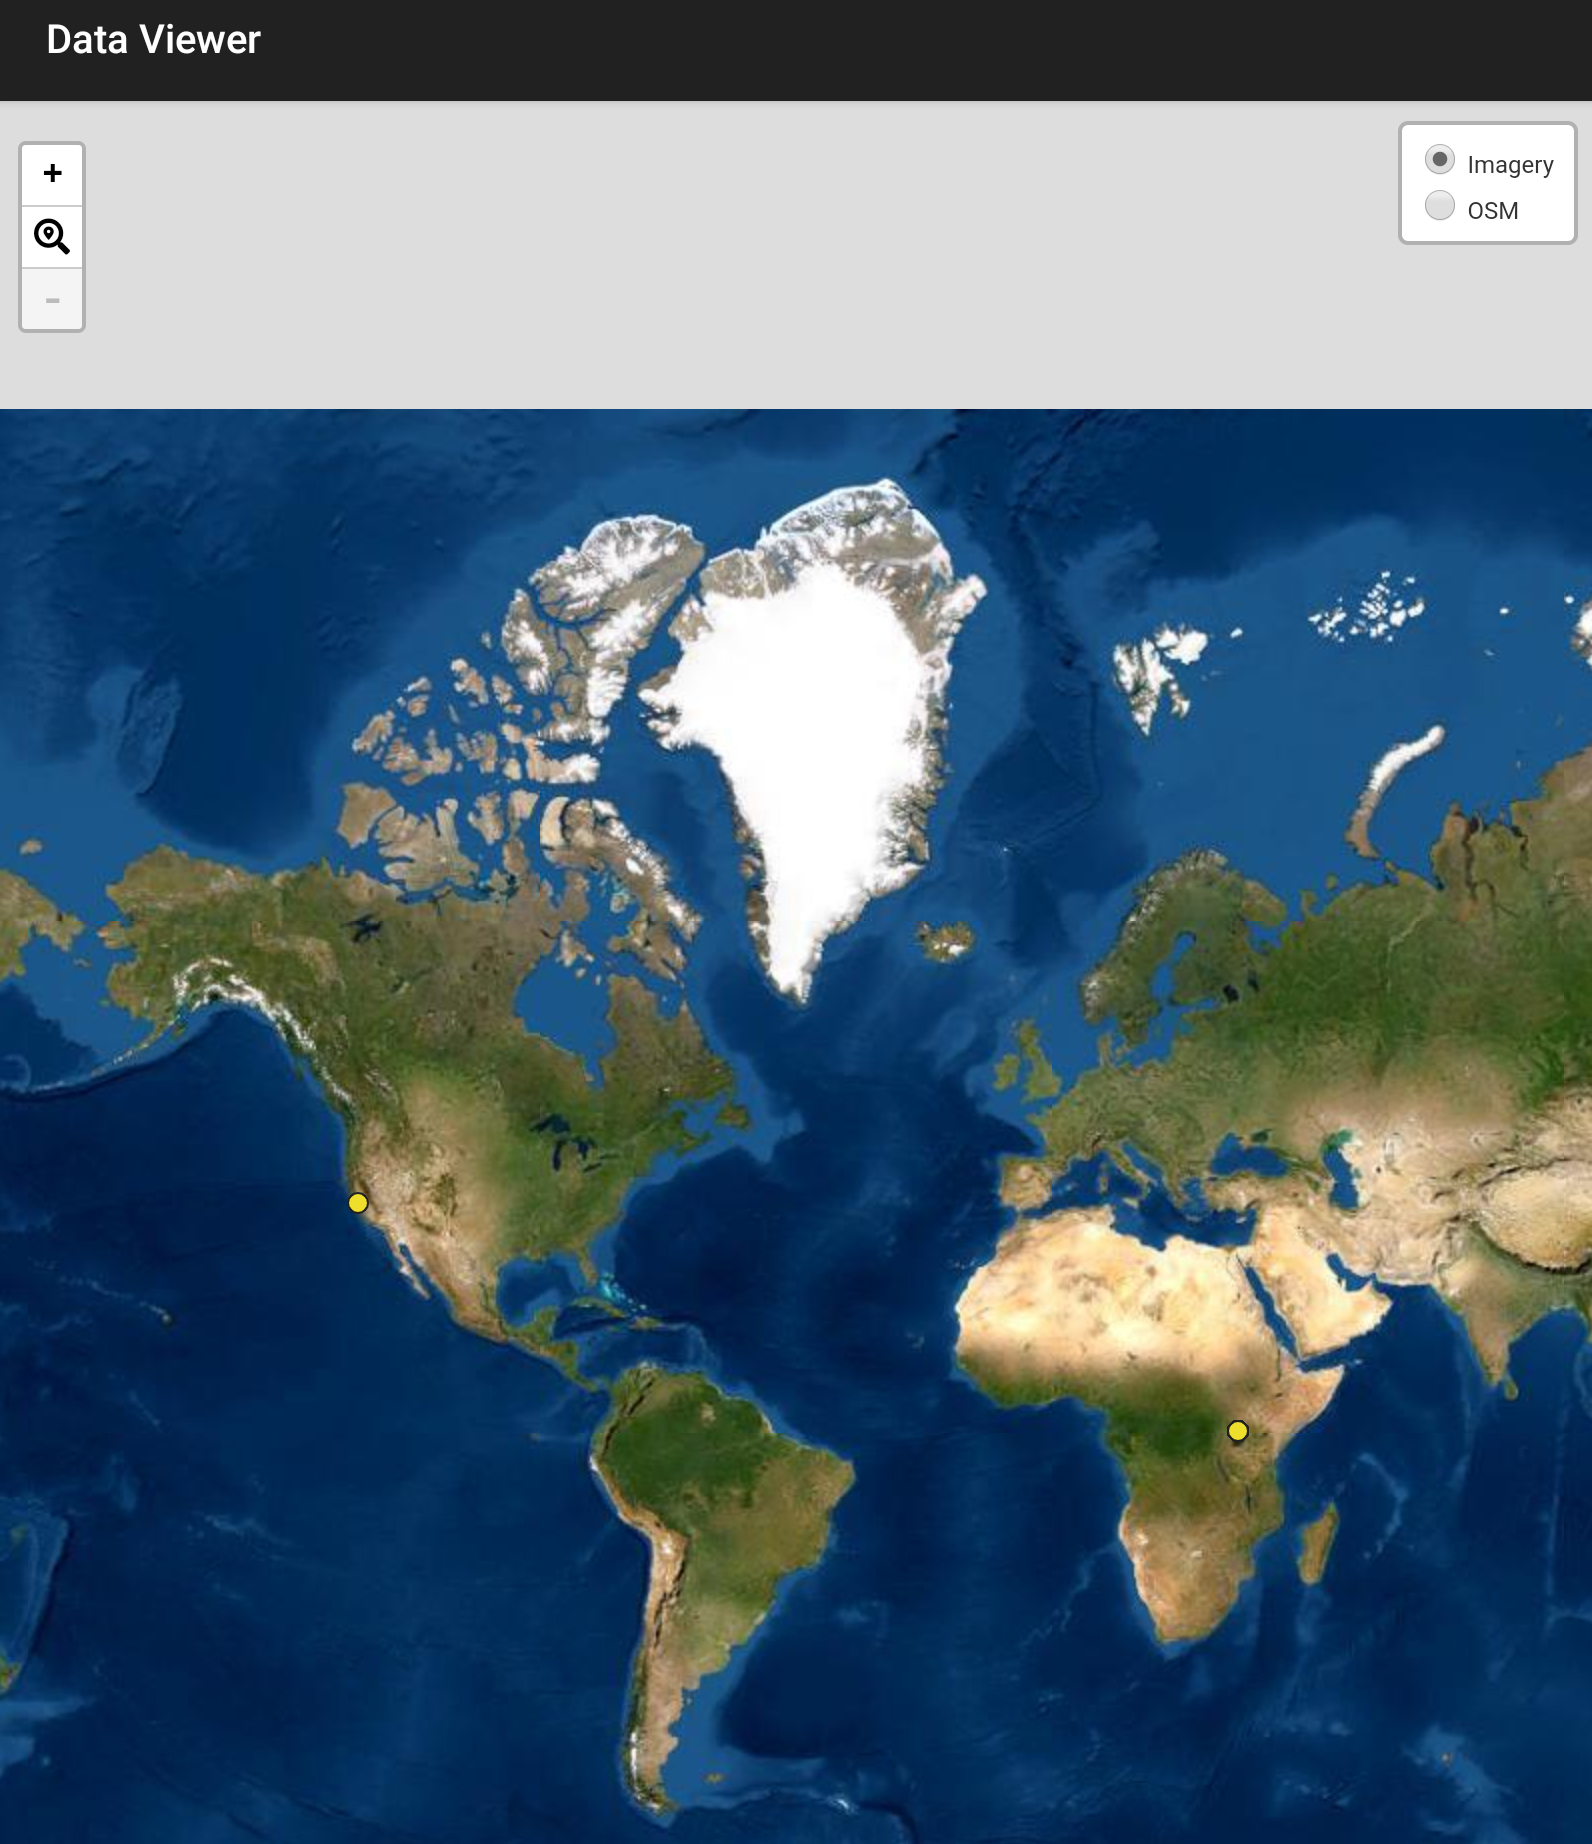 Data Viewer
+
-
Imagery
OSM